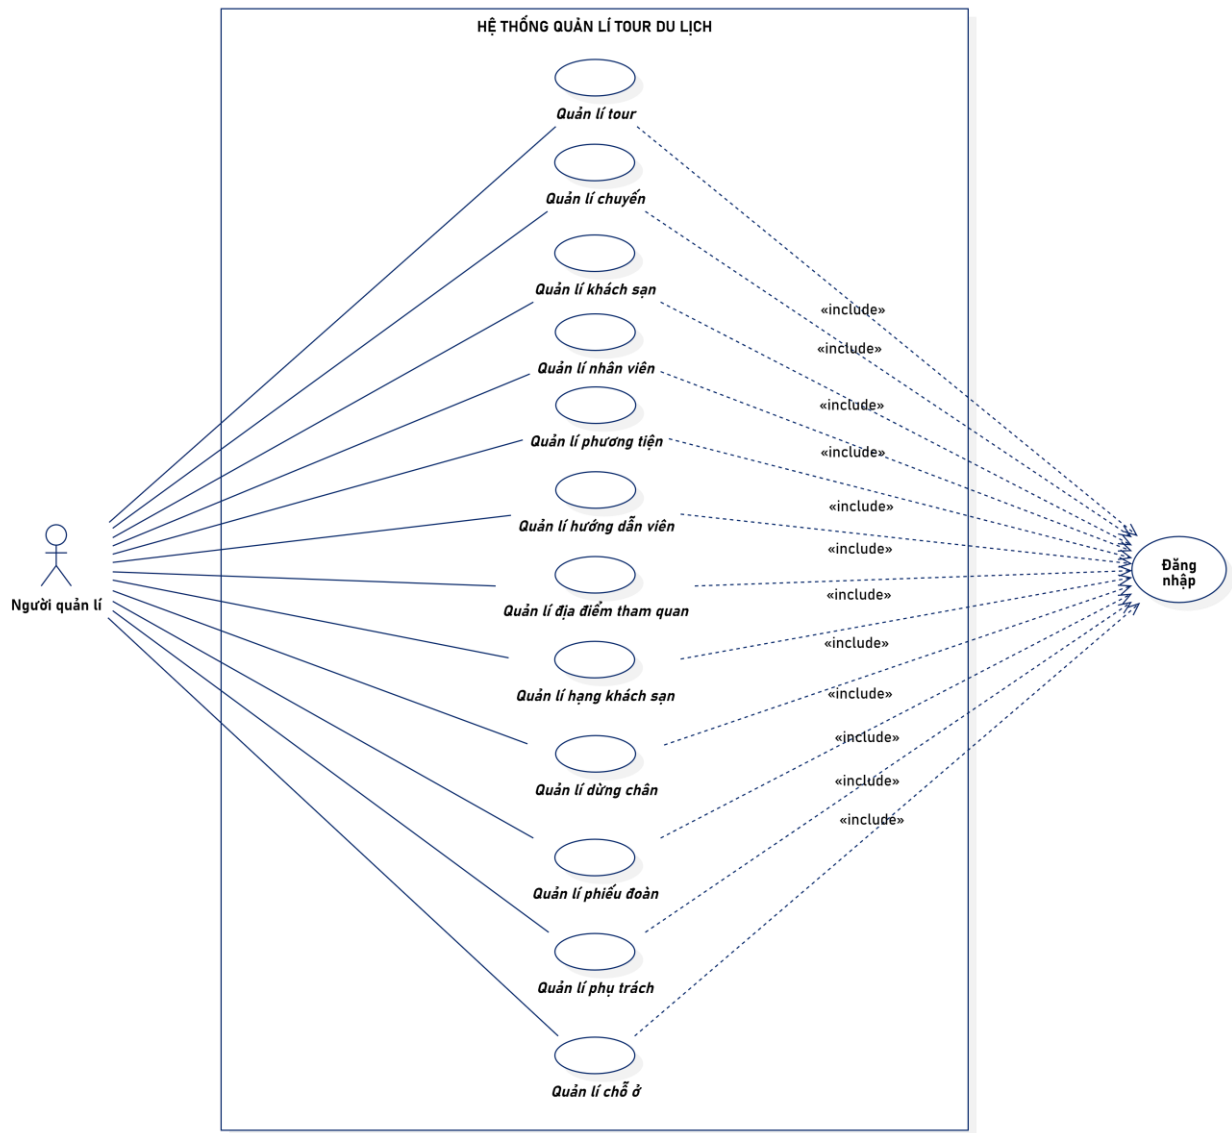 HỆ THỐNG QUẢN LÍ TOUR DU LỊCH
Quản lí tour
Quản lí chuyến
Quản lí khách sạn
«include»
«include»
Quản lí nhân viên
«include»
Quản lí phương tiện
«include»
«include»
Quản lí hướng dẫn viên
«include»
Đăng
nhập
«include»
Người quản lí
Quản lí địa điểm tham quan
«include»
Quản lí hạng khách sạn
«include»
«include»
«include»
Quản lí dừng chân
«include»
Quản lí phiếu đoàn
Quản lí phụ trách
Quản lí chỗ ở